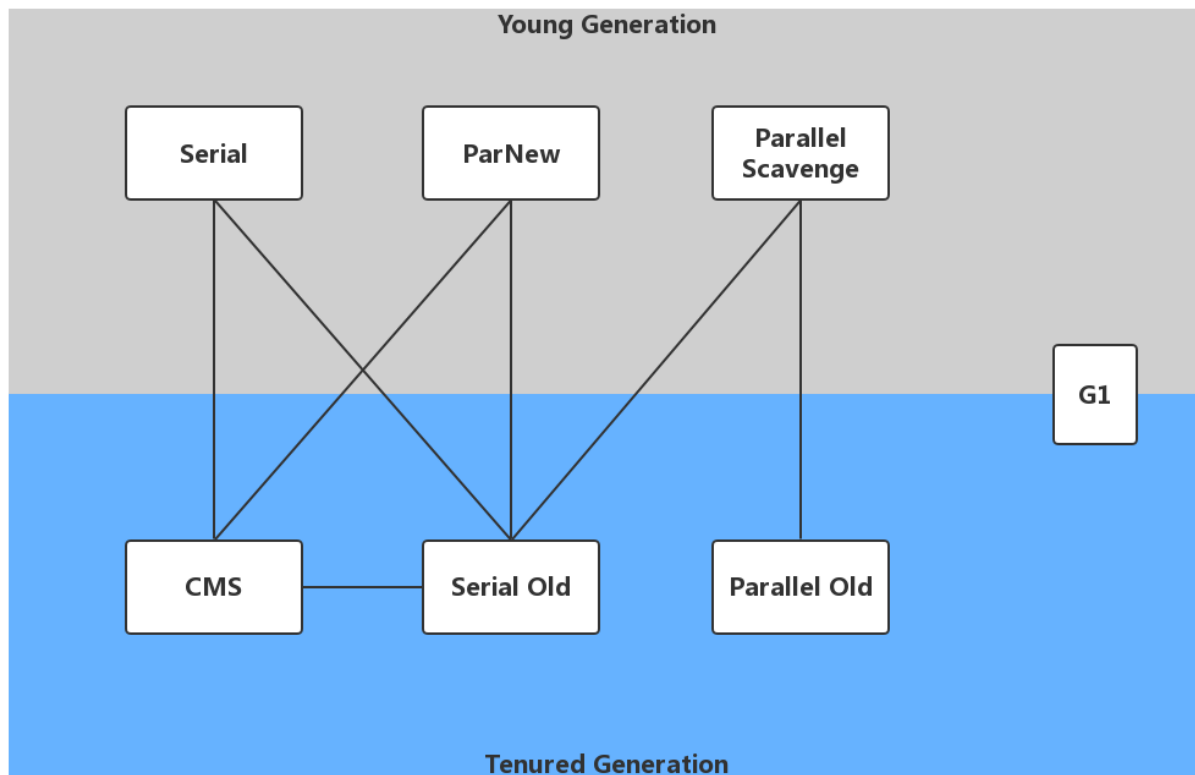 Young Generation
Serial
ParNew
Parallel
Scavenge
G1
CMS
Serial Old
Parallel Old
Tenured Generation